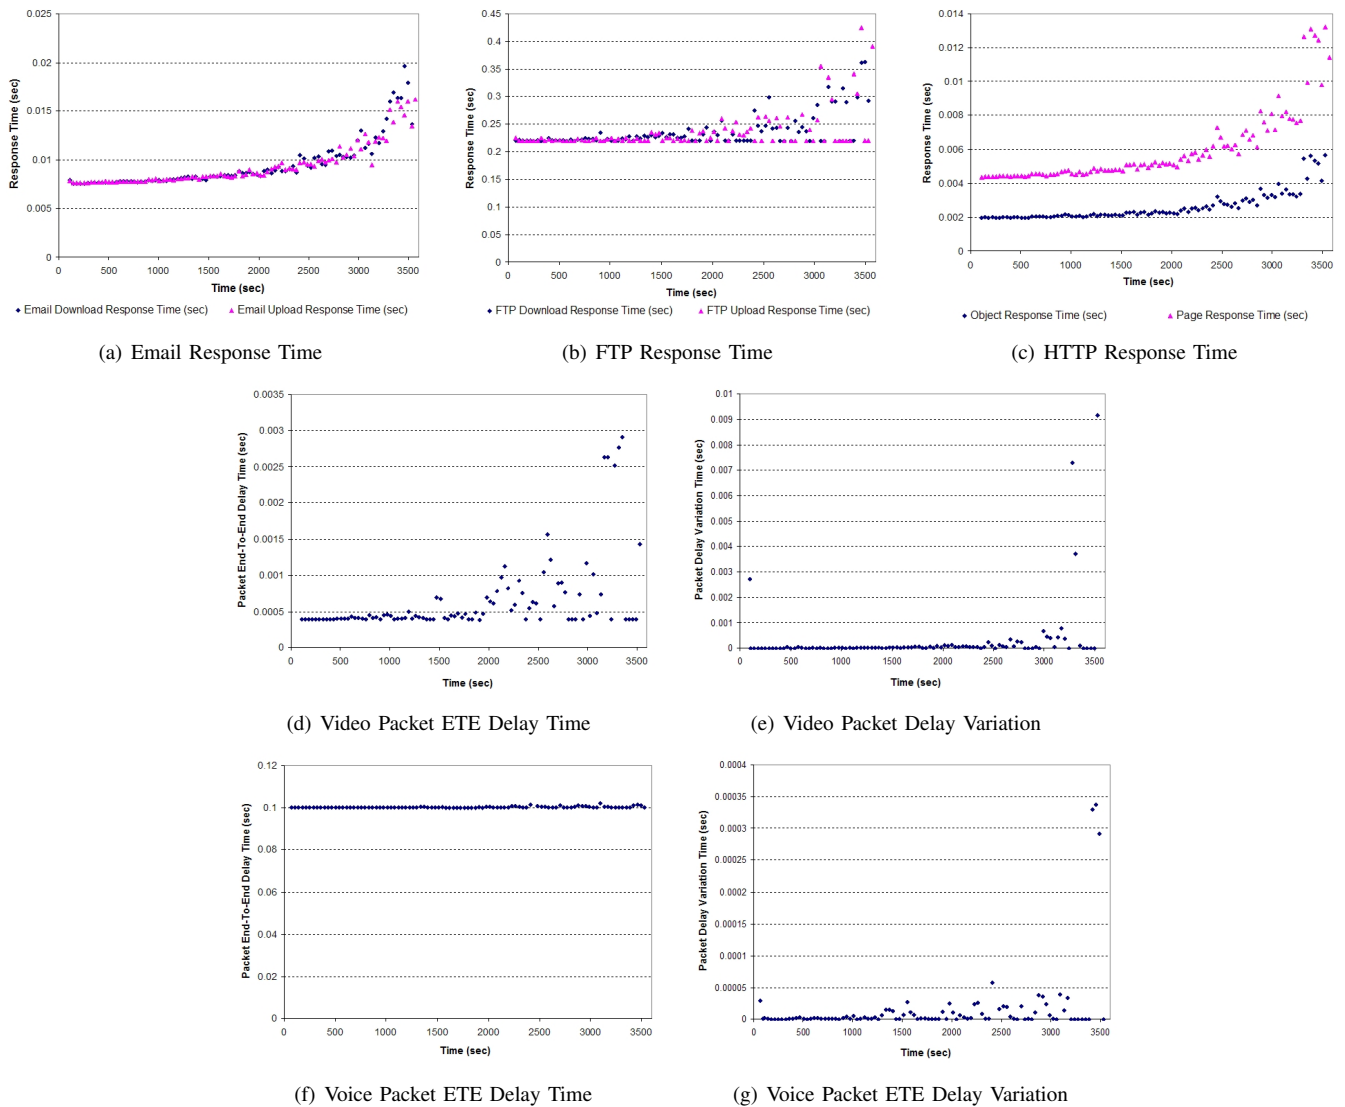 0.025
0.02
0.015
0.01
0.005
0
Response Time (sec)
0 500 1000 1500 2000 2500 3000 3500
Time (sec)
Email Download Response Time (sec) Email Upload Response Time (sec)
(a) Email Response Time
0.45
0.4
0.35
0.3
0.25
0.2
0.15
0.1
0.05
0
Response Time (sec)
0 500 1000 1500 2000 2500 3000 3500
Time (sec)
FTP Download Response Time (sec) FTP Upload Response Time (sec)
(b) FTP Response Time
0.014
0.012
0.01
0.008
0.006
0.004
0.002
0
Response Time (sec)
0 500 1000 1500 2000 2500 3000 3500
Time (sec)
Object Response Time (sec) Page Response Time (sec)
(c) HTTP Response Time
0.0035
0.003
0.0025
0.002
0.0015
0.001
0.0005
0
Packet End-To-End Delay Time (sec)
0 500 1000 1500 2000 2500 3000 3500
Time (sec)
(d) Video Packet ETE Delay Time
0.01
0.009
0.008
0.007
0.006
0.005
0.004
0.003
0.002
0.001
0
Packet Delay Variation Time (sec)
0 500 1000 1500 2000 2500 3000 3500
Time (sec)
(e) Video Packet Delay Variation
0.12
0.1
0.08
0.06
0.04
0.02
0
Packet End-To-End Delay Time (sec)
0 500 1000 1500 2000 2500 3000 3500
Time (sec)
(f) Voice Packet ETE Delay Time
0.0004
0.00035
0.0003
0.00025
0.0002
0.00015
0.0001
0.00005
0
Packet Delay Variation Time (sec)
0 500 1000 1500 2000 2500 3000 3500
Time (sec)
(g) Voice Packet ETE Delay Variation